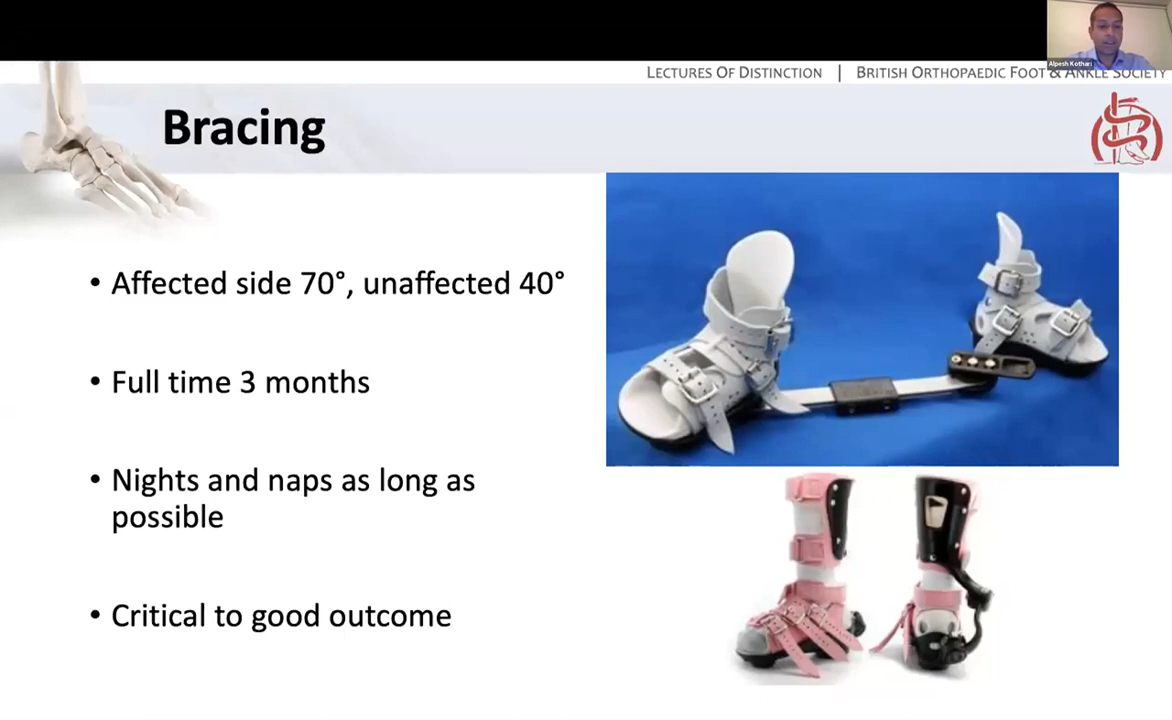 Alpesh Kothari
LECTURES OF DISTINCTION | BRITISH ORTHOPAEDIC FOOT & ANKLE SOCIETY
Bracing
• Affected side 70°, unaffected 40°
• Full time 3 months
• Nights and naps as long as
possible
• Critical to good outcome